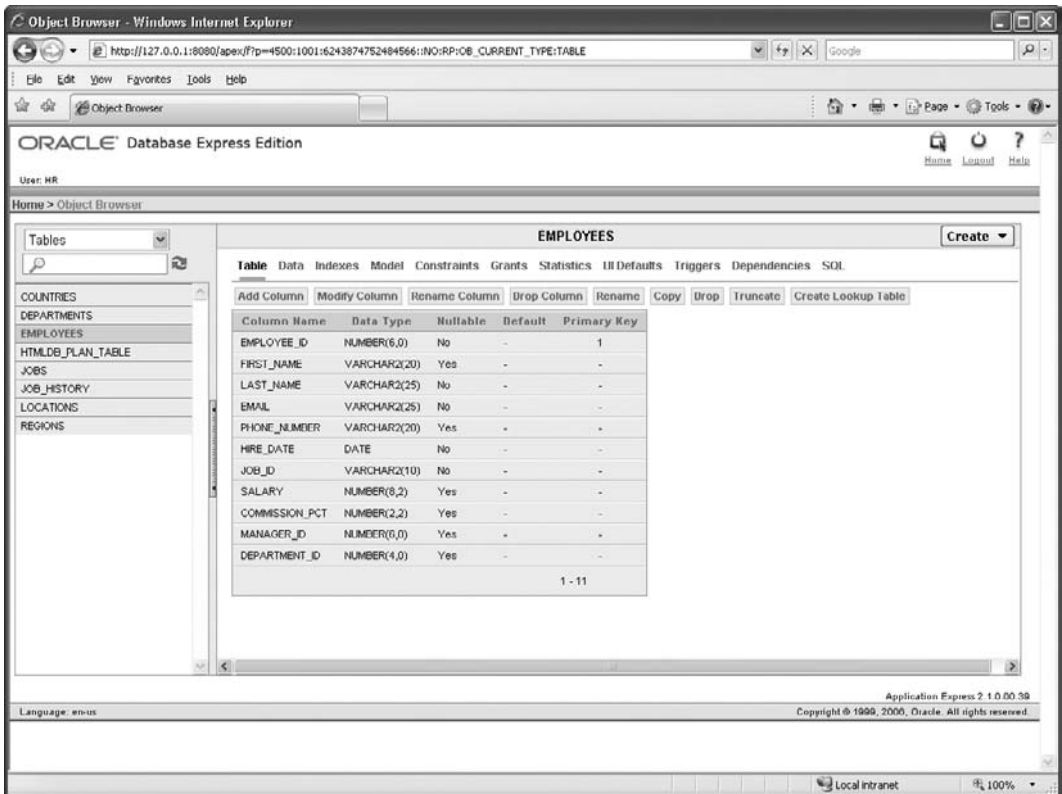 Object Browser - Windows Internet Explorer
http://127.0.0.1:8080/apex/f?p=4500:1001:6243874752484566::NO:RP:OB_CURRENT_TYPE:TABLE
Google
File Edit View Favorites Tools Help
Object Browser
Page Tools
ORACLE Database Express Edition
Home Logout Help
User: HR
Home > Object Browser
Tables
EMPLOYEES
Create
Table Data Indexes Model Constraints Grants Statistics UI Defaults Triggers Dependencies SQL
COUNTRIES
DEPARTMENTS
EMPLOYEES
HTMLDB_PLAN_TABLE
JOBS
JOB_HISTORY
LOCATIONS
REGIONS
Add Column Modify Column Rename Column Drop Column Rename Copy Drop Truncate Create Lookup Table
Column Name Data Type Nullable Default Primary Key
EMPLOYEE_ID NUMBER(6,0) No - 1
FIRST_NAME VARCHAR2(20) Yes - -
LAST_NAME VARCHAR2(25) No - -
EMAIL VARCHAR2(25) No - -
PHONE_NUMBER VARCHAR2(20) Yes - -
HIRE_DATE DATE No - -
JOB_ID VARCHAR2(10) No - -
SALARY NUMBER(8,2) Yes - -
COMMISSION_PCT NUMBER(2,2) Yes - -
MANAGER_ID NUMBER(6,0) Yes - -
DEPARTMENT_ID NUMBER(4,0) Yes - -
1 - 11
Application Express 2.1.0.00.39
Language: en-us
Copyright © 1999, 2006, Oracle. All rights reserved.
Local intranet
100%